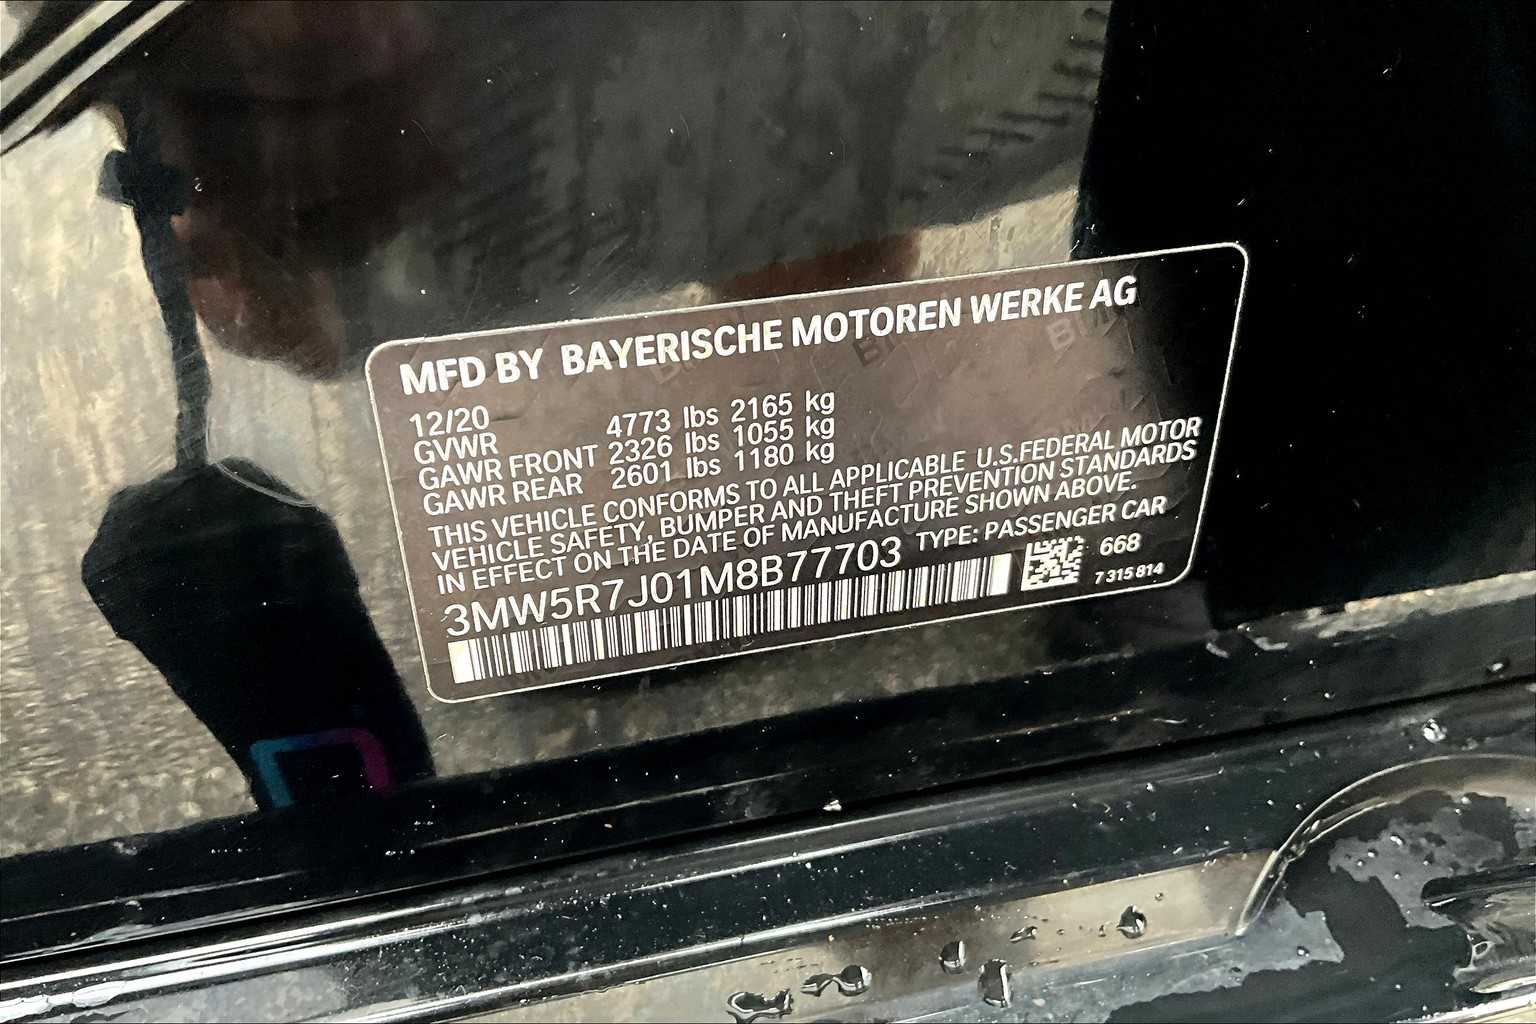 MFD BY BAYERISCHE MOTOREN WERKE AG
12/20
GVWR 4773 lbs 2165 kg
GAWR FRONT 2326 lbs 1055 kg
GAWR REAR 2601 lbs 1180 kg
THIS VEHICLE CONFORMS TO ALL APPLICABLE U.S.FEDERAL MOTOR
VEHICLE SAFETY, BUMPER AND THEFT PREVENTION STANDARDS
IN EFFECT ON THE DATE OF MANUFACTURE SHOWN ABOVE.
3MW5R7J01M8B77703 TYPE: PASSENGER CAR
668
7 315 814